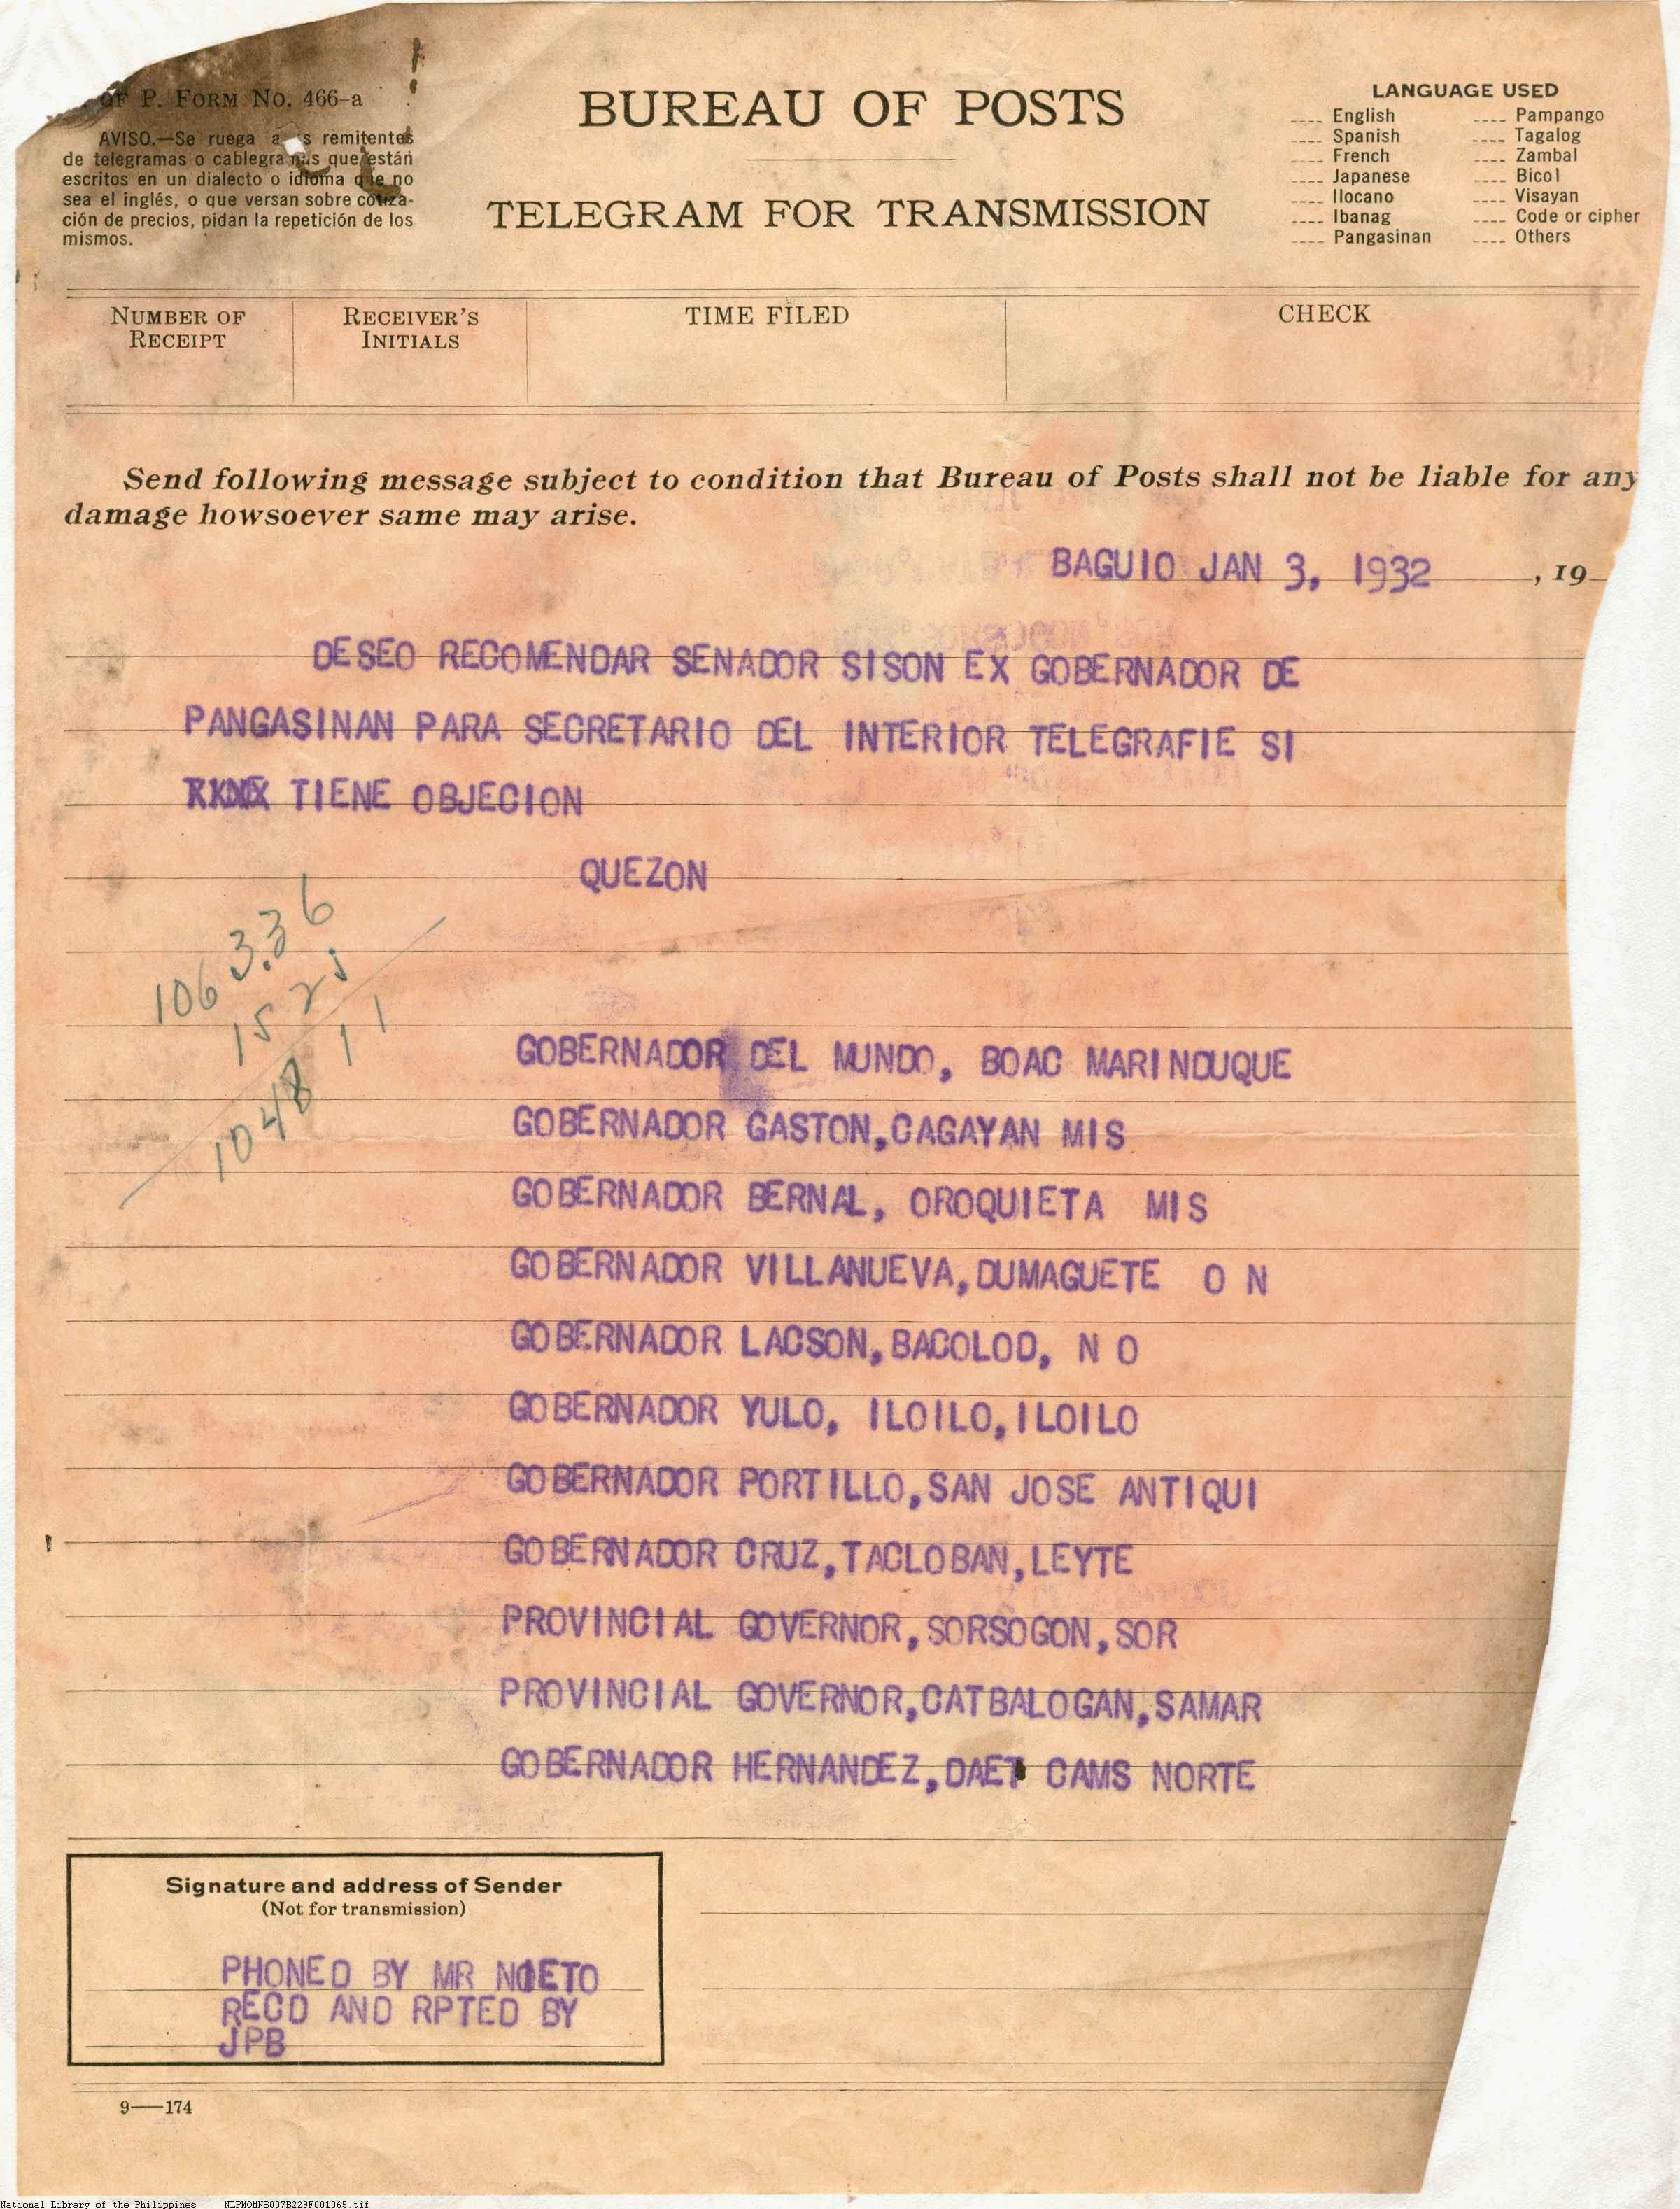 OF P. FORM NO. 466-a
AVISO.—Se ruega a s remitentes
de telegramas o cablegramas que están
escritos en un dialecto o idioma que no
sea el inglés, o que versan sobre cotiza-
ción de precios, pidan la repetición de los
mismos.
BUREAU OF POSTS
TELEGRAM FOR TRANSMISSION
LANGUAGE USED
---- English ---- Pampango
---- Spanish ---- Tagalog
---- French ---- Zambal
---- Japanese ---- Bicol
---- Ilocano ---- Visayan
---- Ibanag ---- Code or cipher
---- Pangasinan ---- Others
NUMBER OF RECEIPT
RECEIVER'S INITIALS
TIME FILED
CHECK
Send following message subject to condition that Bureau of Posts shall not be liable for any
damage howsoever same may arise.
BAGUIO JAN 3, 1932 , 19
DESEO RECOMENDAR SENADOR SISON EX GOBERNADOR DE
PANGASINAN PARA SECRETARIO DEL INTERIOR TELEGRAFIE SI
TIENE OBJECION
QUEZON
106 3.36
15 25
1048 11
GOBERNADOR DEL MUNDO, BOAC MARINDUQUE
GOBERNADOR GASTON,CAGAYAN MIS
GOBERNADOR BERNAL, OROQUIETA MIS
GOBERNADOR VILLANUEVA,DUMAGUETE O N
GOBERNADOR LACSON,BACOLOD, N O
GOBERNADOR YULO, ILOILO,ILOILO
GOBERNADOR PORTILLO,SAN JOSE ANTIQUI
GOBERNADOR CRUZ,TACLOBAN,LEYTE
PROVINCIAL GOVERNOR,SORSOGON,SOR
PROVINCIAL GOVERNOR,CATBALOGAN,SAMAR
GOBERNADOR HERNANDEZ,DAET CAMS NORTE
Signature and address of Sender
(Not for transmission)
PHONED BY MR NIETO
RECD AND RPTED BY
JPB
9——174
National Library of the Philippines NLPMQMNS007B229F001065.tif